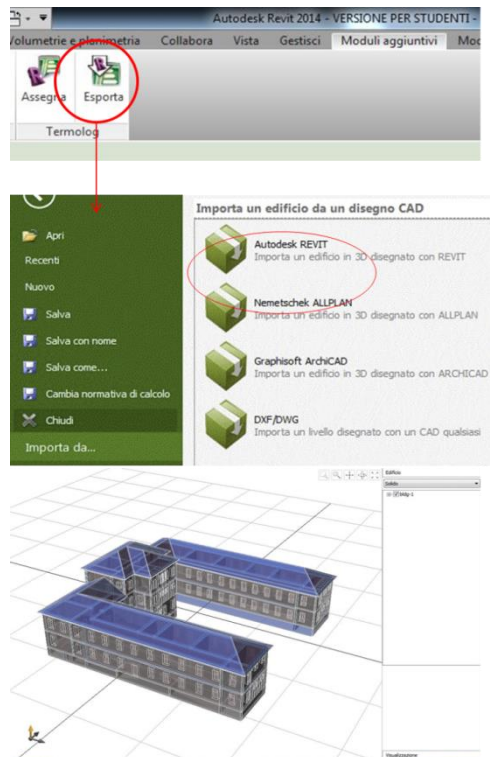 Autodesk Revit 2014 - VERSIONE PER STUDENTI -
Volumetrie e planimetria Collabora Vista Gestisci Moduli aggiuntivi Mod
Assegna Esporta
Termolog
Importa un edificio da un disegno CAD
Apri
Recenti
Nuovo
Salva
Salva con nome
Salva come...
Cambia normativa di calcolo
Chiudi
Importa da...
Autodesk REVIT
Importa un edificio in 3D disegnato con REVIT
Nemetschek ALLPLAN
Importa un edificio in 3D disegnato con ALLPLAN
Graphisoft ArchiCAD
Importa un edificio in 3D disegnato con ARCHICAD
DXF/DWG
Importa un livello disegnato con un CAD qualsiasi
Edificio
Solido
Bldg-1
Visualizzazione